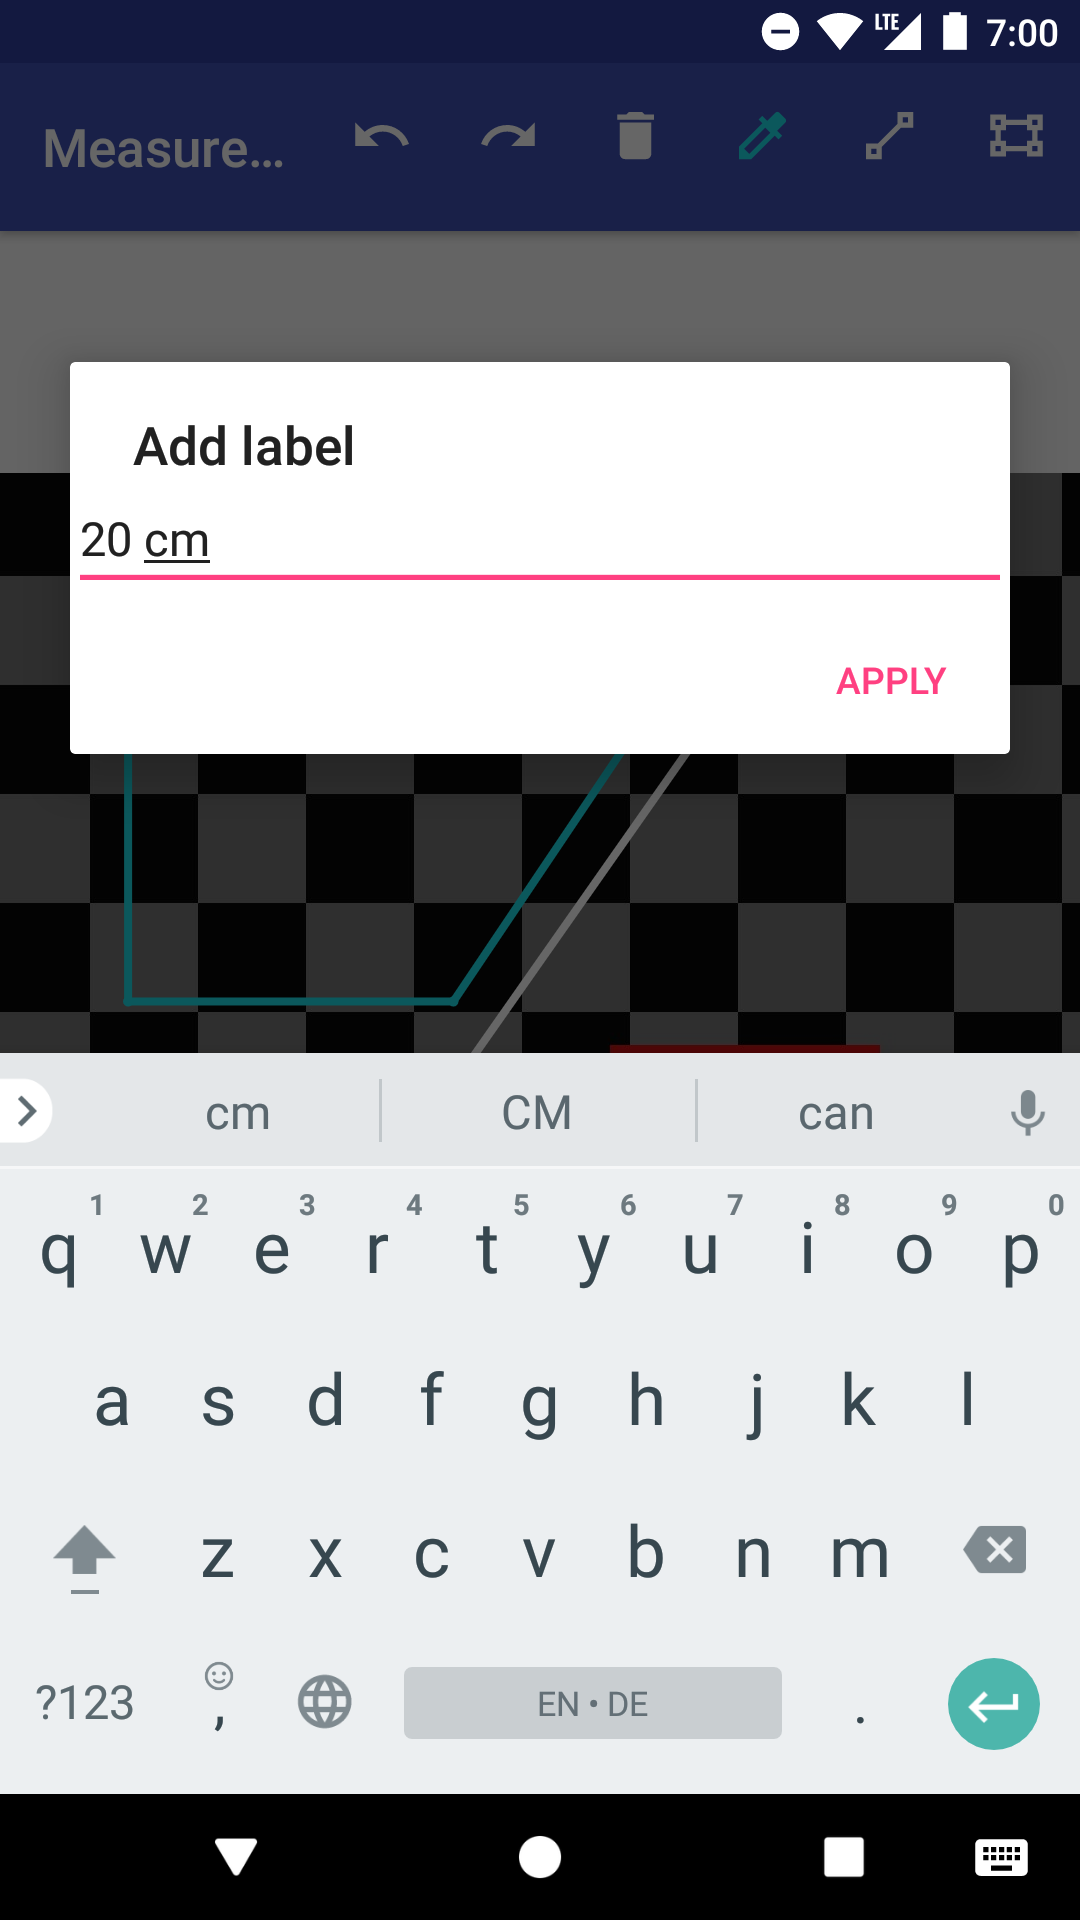 LTE 7:00
Measure...
Add label
20 cm
APPLY
cm CM can
1 2 3 4 5 6 7 8 9 0
q w e r t y u i o p
a s d f g h j k l
z x c v b n m
?123 , EN • DE .